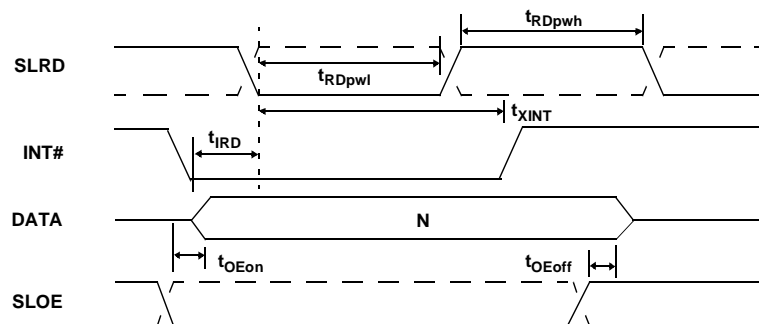 tRDpwh
SLRD
tRDpwl
tXINT
tIRD
INT#
DATA
N
tOEon
tOEoff
SLOE